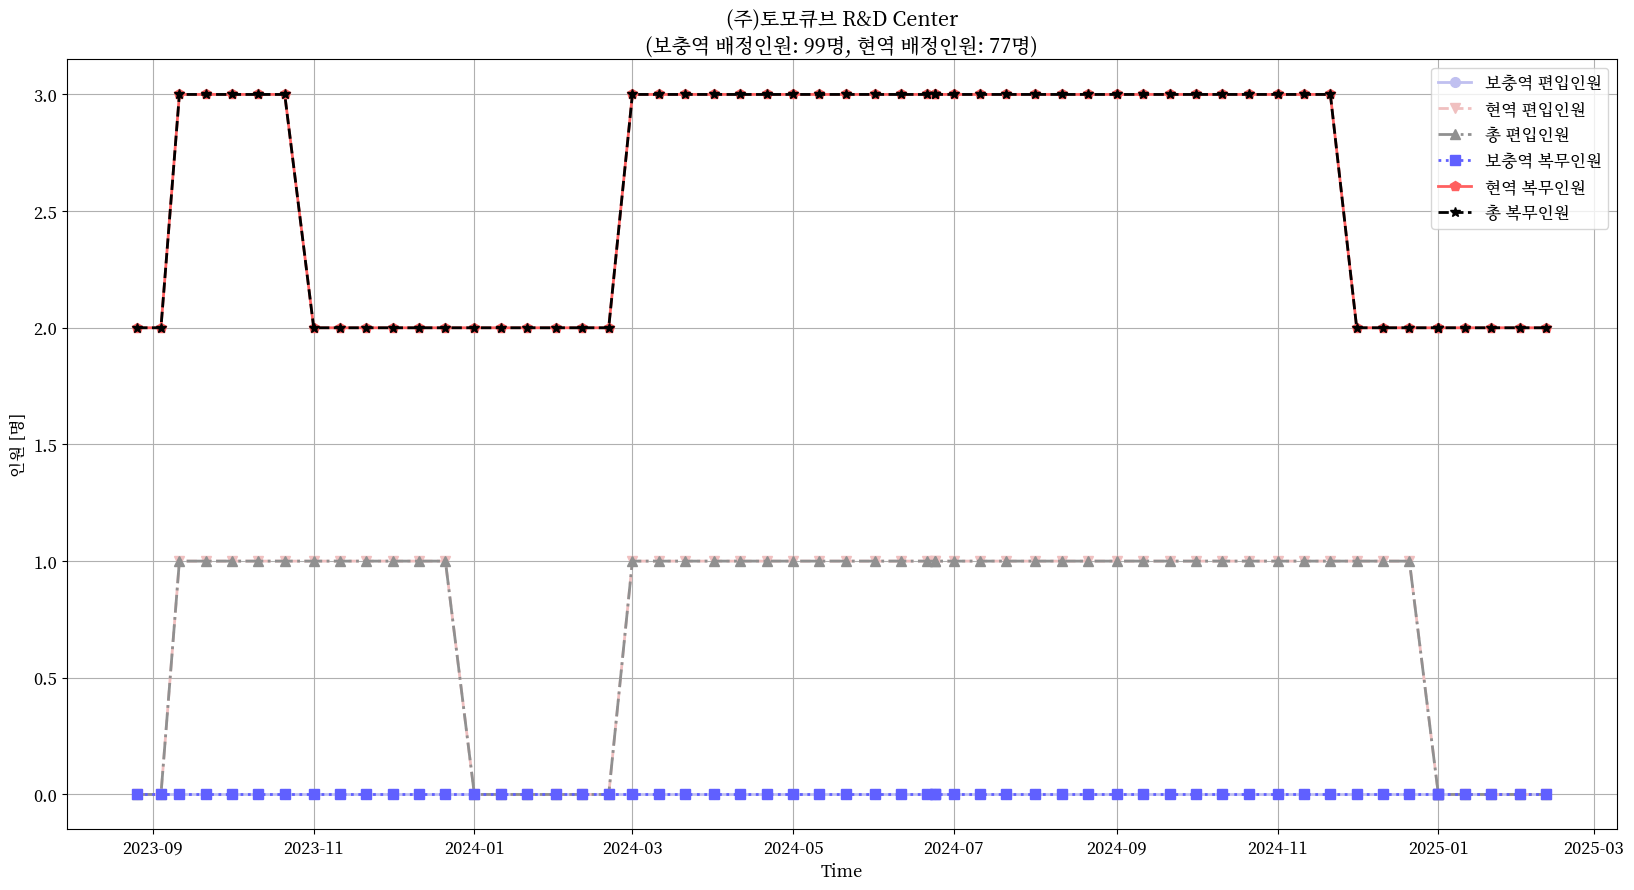 (주)토모큐브 R&D Center
(보충역 배정인원: 99명, 현역 배정인원: 77명)
3.0
2.5
2.0
1.5
1.0
0.5
0.0
인원 [명]
보충역 편입인원
현역 편입인원
총 편입인원
보충역 복무인원
현역 복무인원
총 복무인원
2023-09 2023-11 2024-01 2024-03 2024-05 2024-07 2024-09 2024-11 2025-01 2025-03
Time